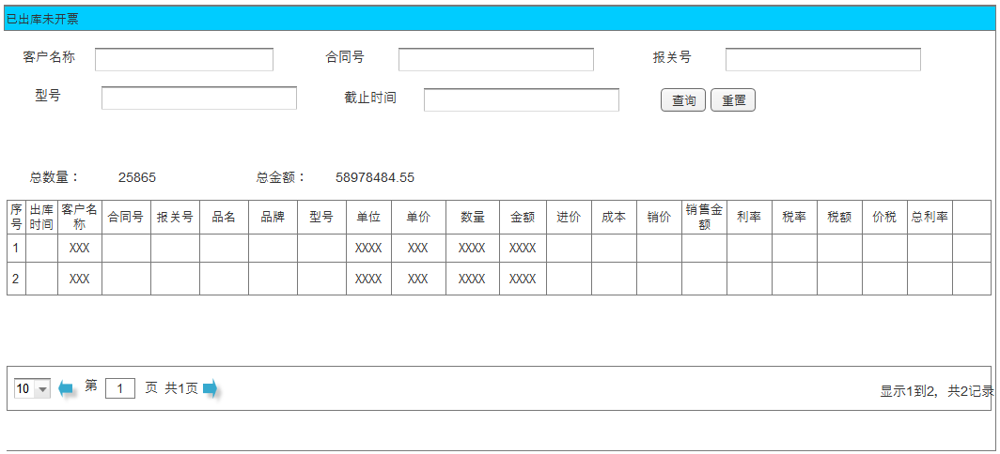 已出库未开票
客户名称 合同号 报关号
型号 截止时间 查询 重置
总数量： 25865 总金额： 58978484.55
序号 出库时间 客户名称 合同号 报关号 品名 品牌 型号 单位 单价 数量 金额 进价 成本 销价 销售金额 利率 税率 税额 价税 总利率
1 XXX XXXX XXX XXXX XXXX
2 XXX XXXX XXX XXXX XXXX
10 第 1 页 共1页 显示1到2，共2记录